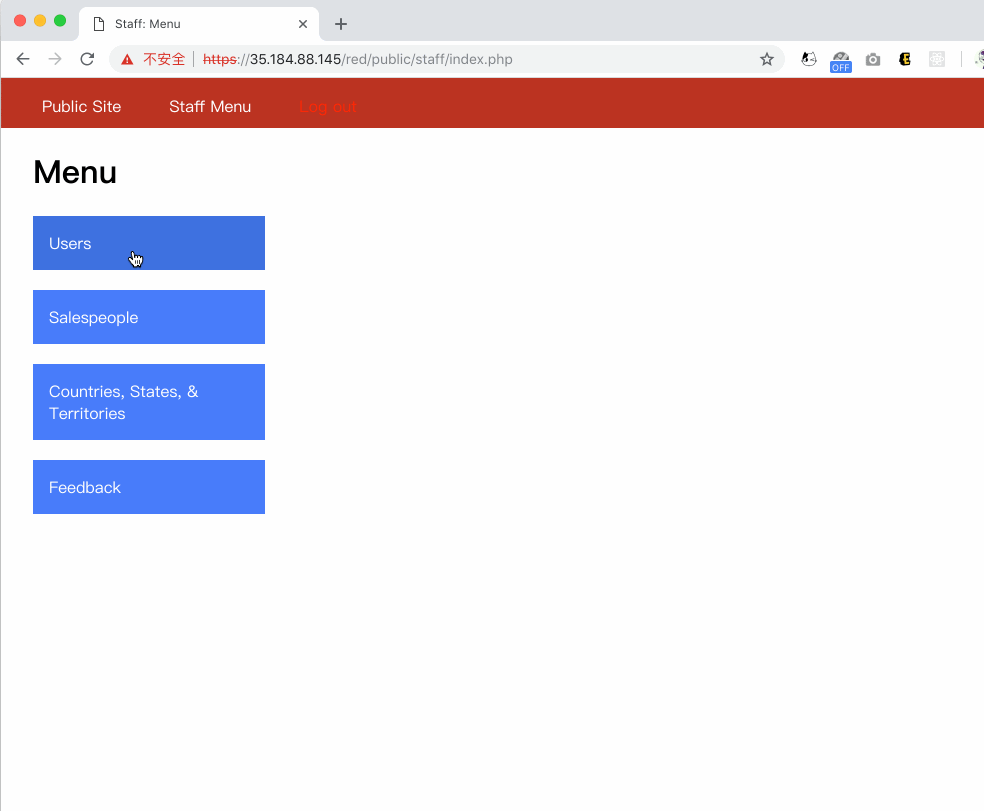 Staff: Menu
不安全 https://35.184.88.145/red/public/staff/index.php
OFF
Public Site Staff Menu Log out
Menu
Users
Salespeople
Countries, States, &
Territories
Feedback